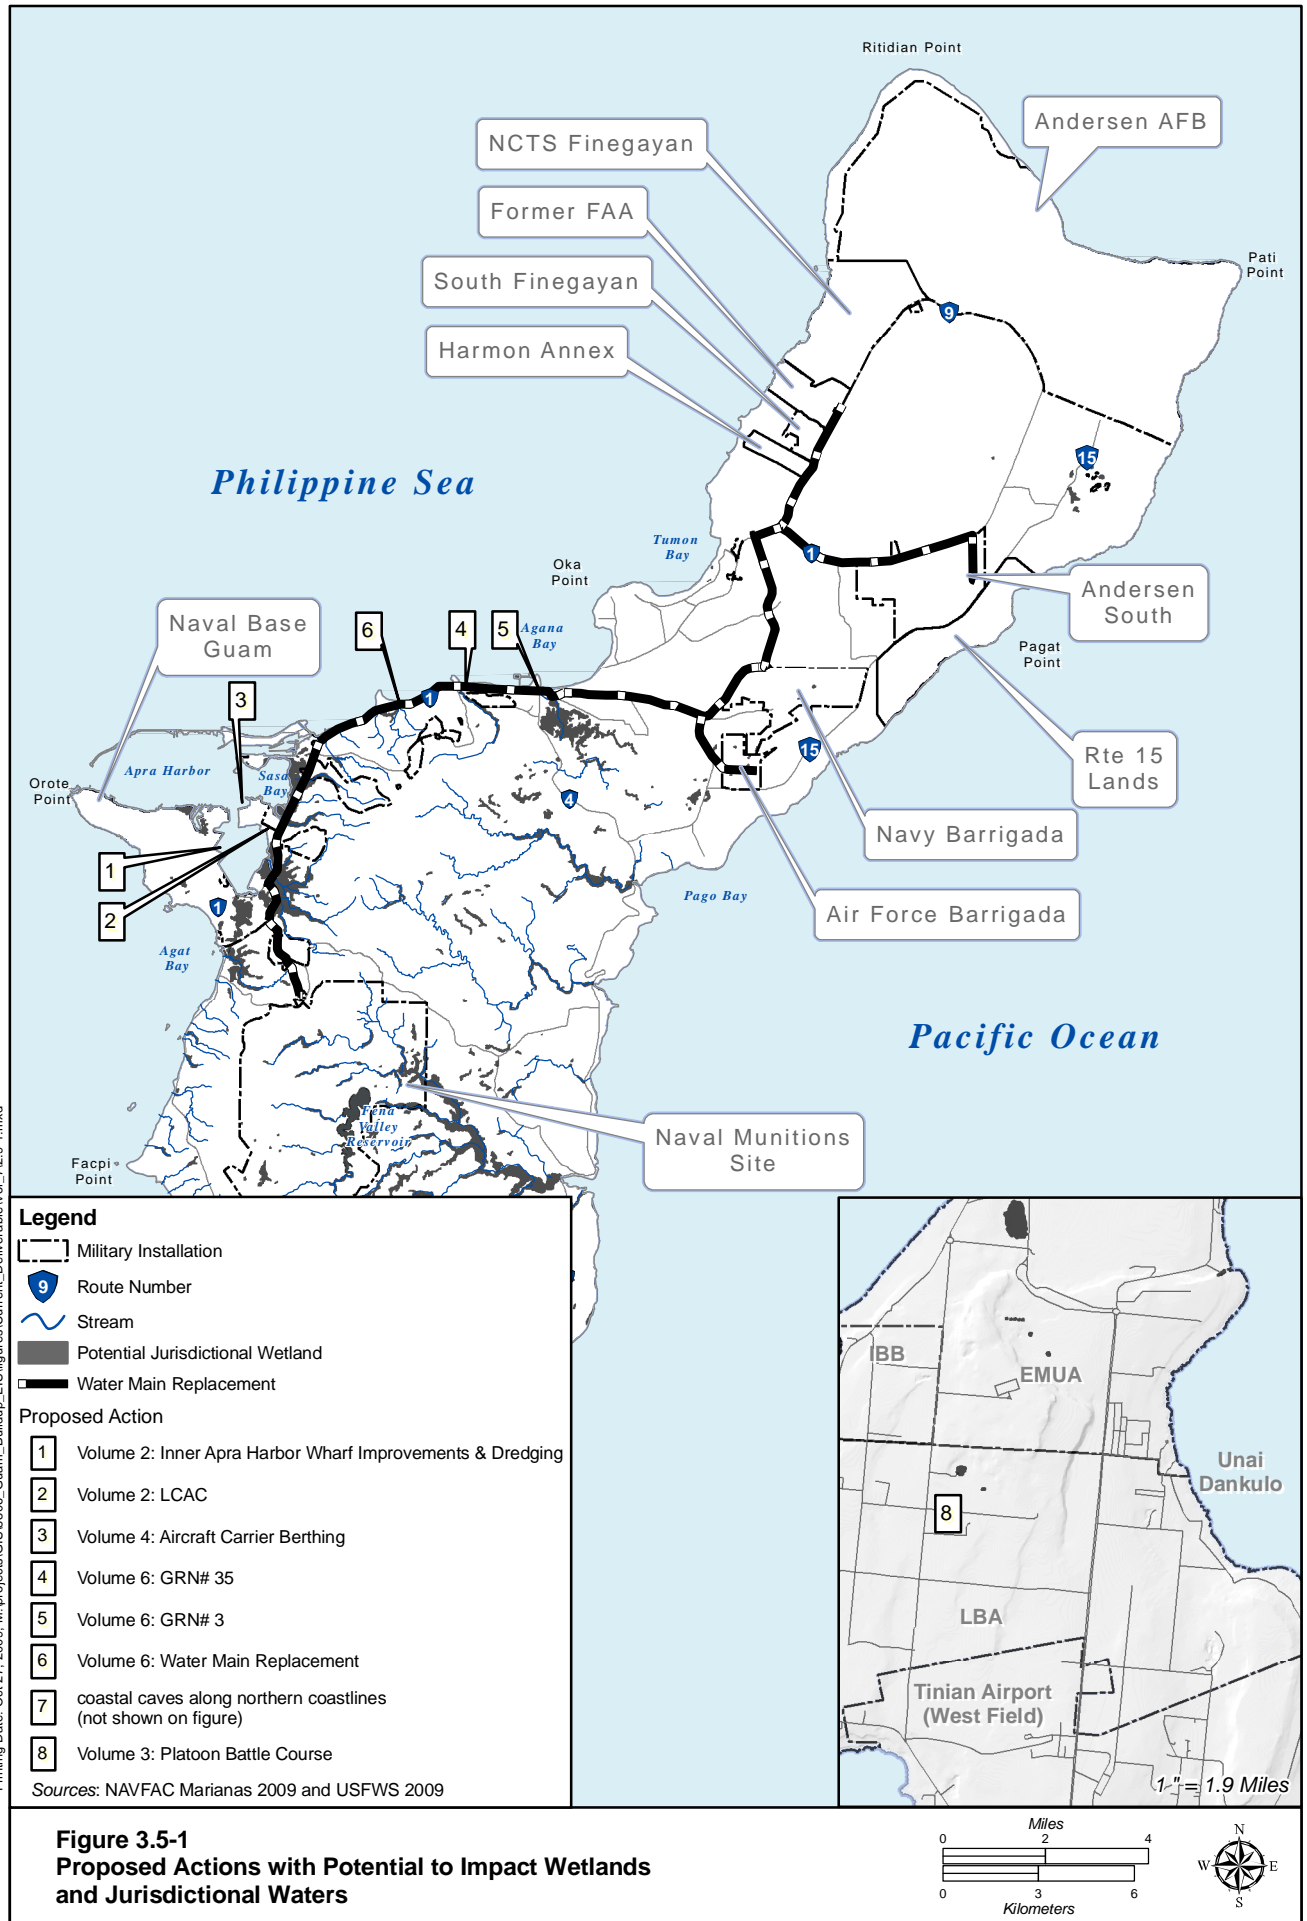 Ritidian Point
Andersen AFB
NCTS Finegayan
Former FAA
South Finegayan
Harmon Annex
Pati
Point
9
15
Philippine Sea
Tumon
Bay
1
Oka
Point
Andersen
South
Naval Base
Guam
6
4
5
Agana
Bay
Pagat
Point
3
1
15
Rte 15
Lands
Apra Harbor
Sasa
Bay
Orote
Point
4
Navy Barrigada
1
2
1
Pago Bay
Air Force Barrigada
Agat
Bay
Pacific Ocean
Fena
Valley
Reservoir
Naval Munitions
Site
Facpi
Point
Legend
Military Installation
9
Route Number
Stream
Potential Jurisdictional Wetland
Water Main Replacement
Proposed Action
1
Volume 2: Inner Apra Harbor Wharf Improvements & Dredging
2
Volume 2: LCAC
3
Volume 4: Aircraft Carrier Berthing
4
Volume 6: GRN# 35
5
Volume 6: GRN# 3
6
Volume 6: Water Main Replacement
7
coastal caves along northern coastlines
(not shown on figure)
8
Volume 3: Platoon Battle Course
Sources: NAVFAC Marianas 2009 and USFWS 2009
IBB
EMUA
Unai
Dankulo
8
LBA
Tinian Airport
(West Field)
1 " = 1.9 Miles
Figure 3.5-1
Proposed Actions with Potential to Impact Wetlands
and Jurisdictional Waters
Miles
0 2 4
0 3 6
Kilometers
N
W E
S